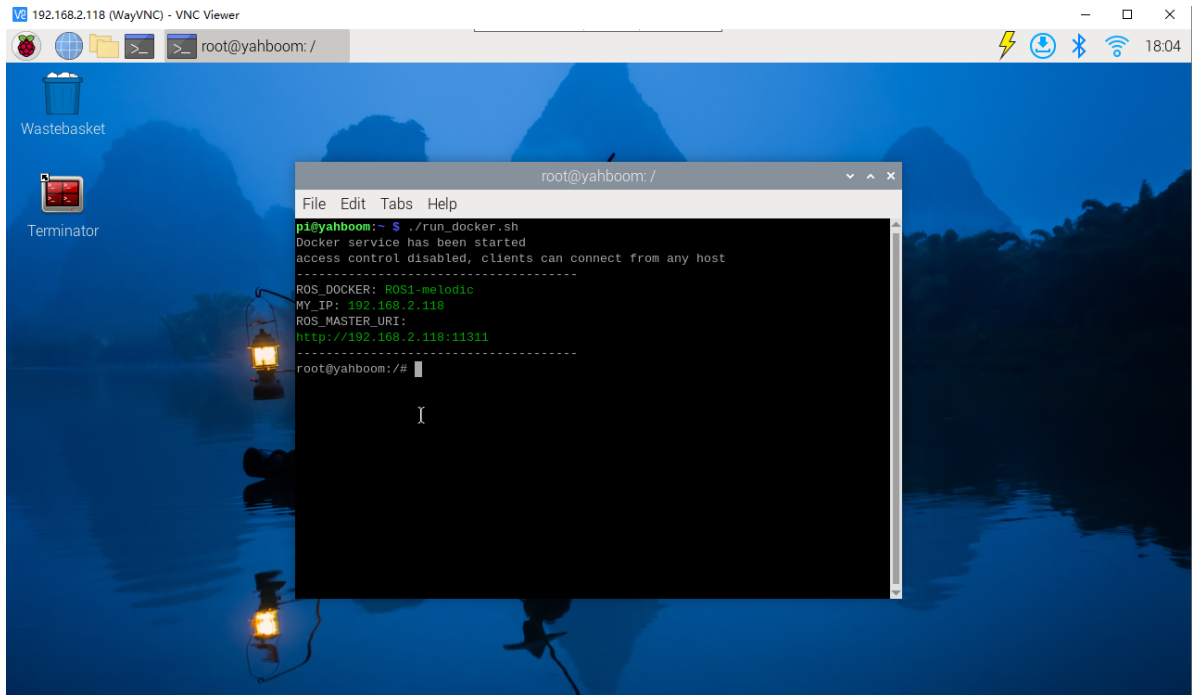 192.168.2.118 (WayVNC) - VNC Viewer
root@yahboom: /
18:04
Wastebasket
Terminator
root@yahboom: /
File Edit Tabs Help
pi@yahboom:~ $ ./run_docker.sh
Docker service has been started
access control disabled, clients can connect from any host
--------------------------------------
ROS_DOCKER: ROS1-melodic
MY_IP: 192.168.2.118
ROS_MASTER_URI:
http://192.168.2.118:11311
--------------------------------------
root@yahboom:/#